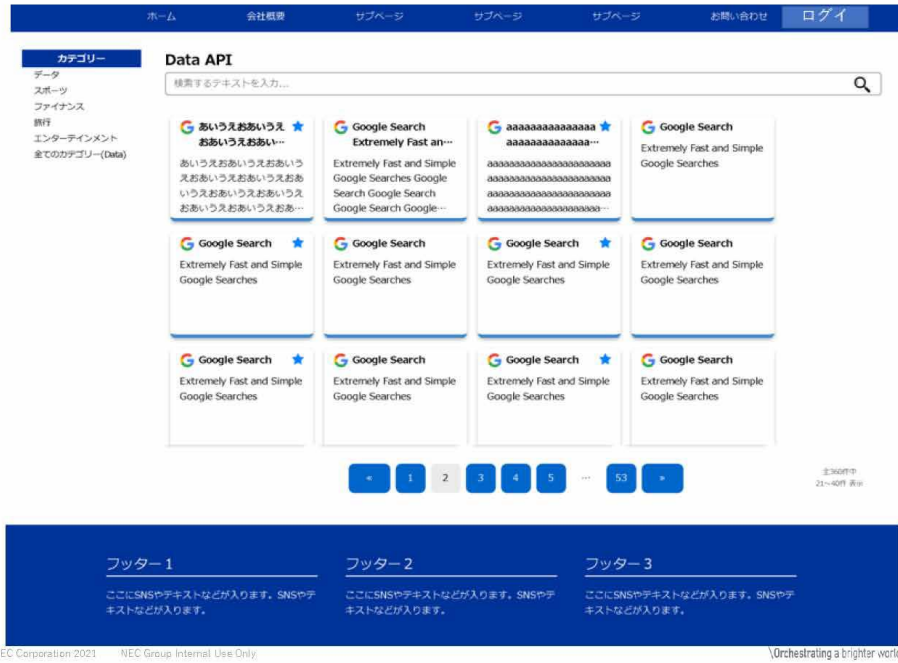 ホーム 会社概要 サブページ サブページ サブページ お問い合わせ ログイ
カテゴリー
データ
スポーツ
ファイナンス
旅行
エンターテインメント
全てのカテゴリー(Data)
Data API
検索するテキストを入力...
あいうえおあいうえ
おあいうえおあい…
あいうえおあいうえおあいう
えおあいうえおあいうえおあ
いうえおあいうえおあいうえ
おあいうえおあいうえおあ…
Google Search
Extremely Fast an…
Extremely Fast and Simple
Google Searches Google
Search Google Search
Google Search Google…
aaaaaaaaaaaaaaa
aaaaaaaaaaaaaa…
aaaaaaaaaaaaaaaaaaaaaaa
aaaaaaaaaaaaaaaaaaaaaaa
aaaaaaaaaaaaaaaaaaaaaaa
aaaaaaaaaaaaaaaaaaaaa…
Google Search
Extremely Fast and Simple
Google Searches
Google Search
Extremely Fast and Simple
Google Searches
Google Search
Extremely Fast and Simple
Google Searches
Google Search
Extremely Fast and Simple
Google Searches
Google Search
Extremely Fast and Simple
Google Searches
Google Search
Extremely Fast and Simple
Google Searches
Google Search
Extremely Fast and Simple
Google Searches
Google Search
Extremely Fast and Simple
Google Searches
Google Search
Extremely Fast and Simple
Google Searches
« 1 2 3 4 5 … 53 »
全360件中
21～40件 表示
フッター1
ここにSNSやテキストなどが入ります。SNSやテ
キストなどが入ります。
フッター2
ここにSNSやテキストなどが入ります。SNSやテ
キストなどが入ります。
フッター3
ここにSNSやテキストなどが入ります。SNSやテ
キストなどが入ります。
EC Corporation 2021 NEC Group Internal Use Only
\Orchestrating a brighter world